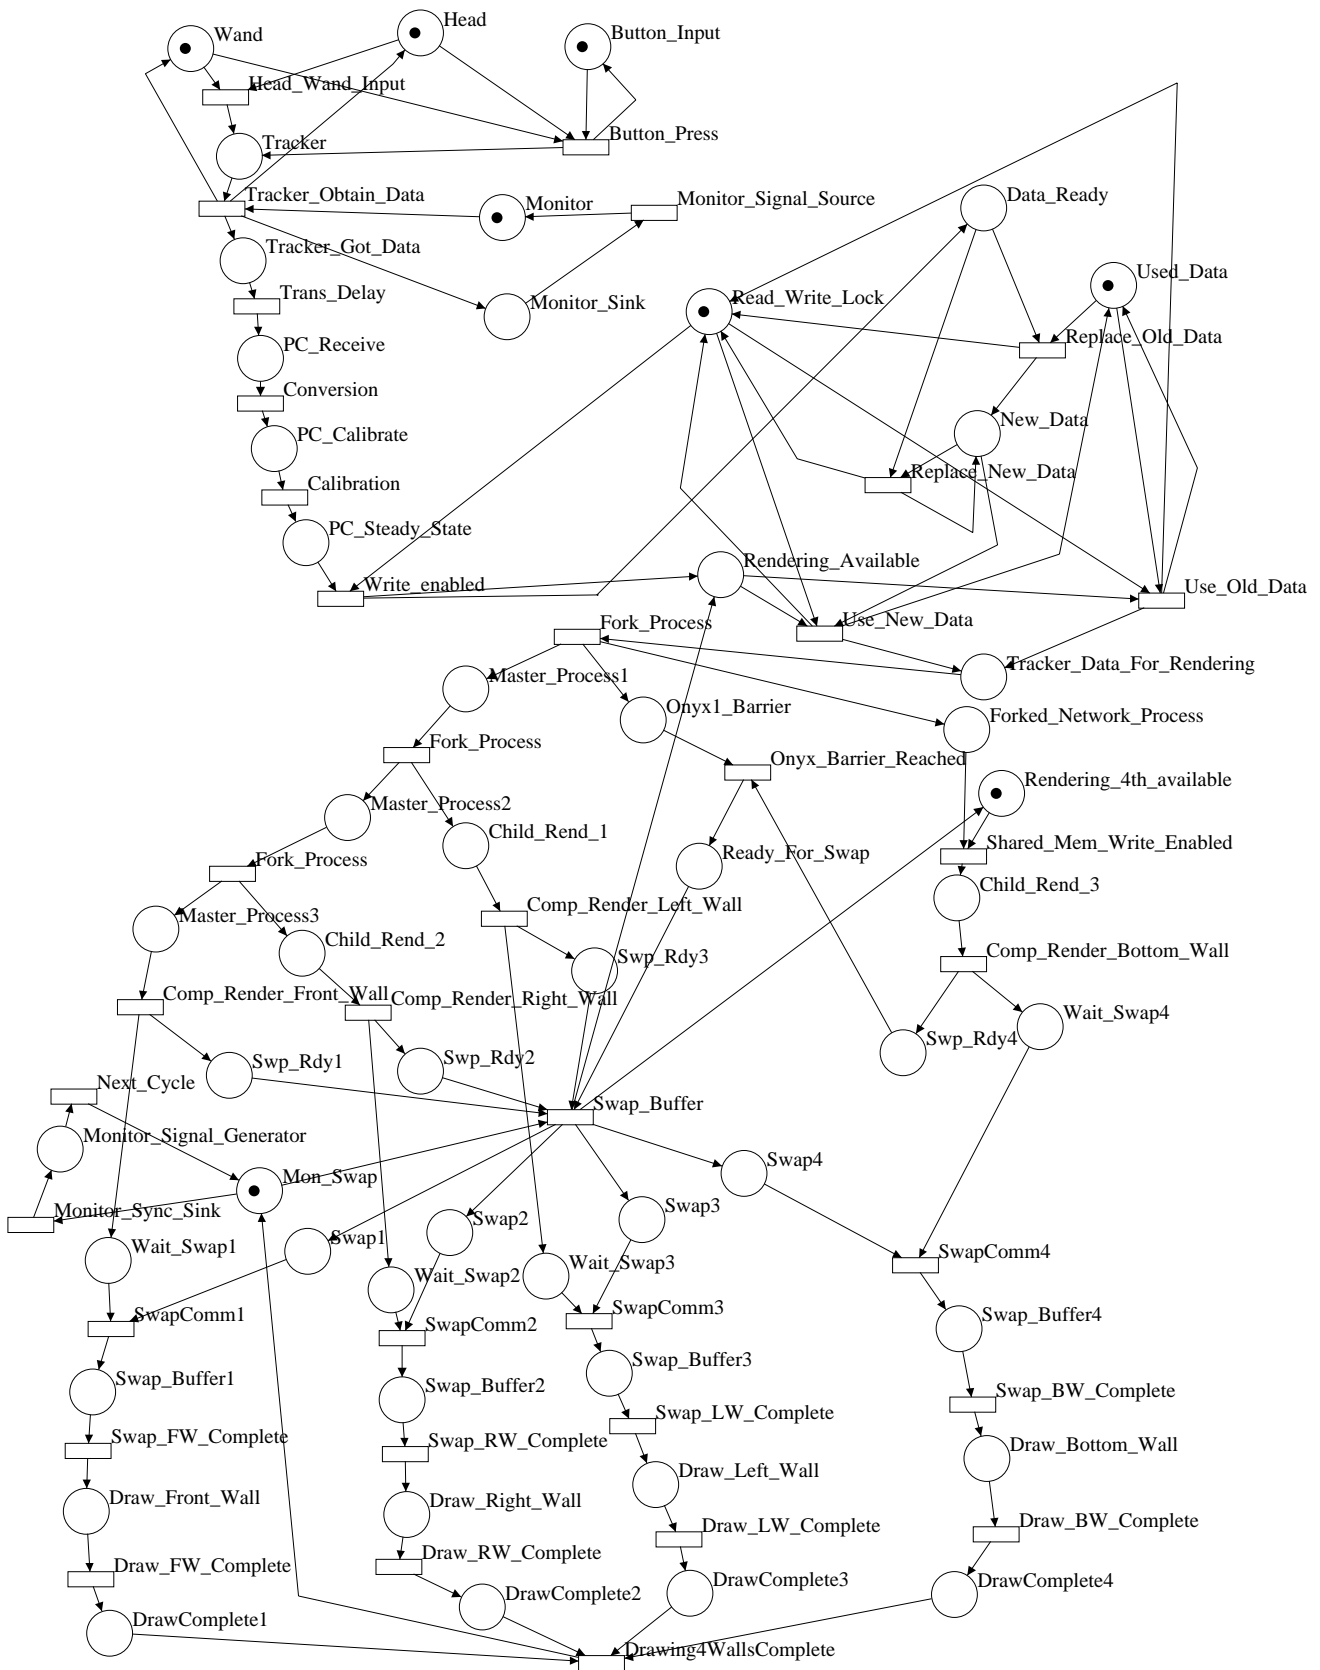 Wand
Head
Button_Input
Head_Wand_Input
Button_Press
Tracker
Tracker_Obtain_Data
Monitor
Monitor_Signal_Source
Data_Ready
Tracker_Got_Data
Used_Data
Trans_Delay
Monitor_Sink
Read_Write_Lock
PC_Receive
Replace_Old_Data
Conversion
New_Data
PC_Calibrate
Replace_New_Data
Calibration
PC_Steady_State
Rendering_Available
Write_enabled
Use_Old_Data
Fork_Process
Use_New_Data
Master_Process1
Tracker_Data_For_Rendering
Onyx1_Barrier
Forked_Network_Process
Fork_Process
Onyx_Barrier_Reached
Rendering_4th_available
Master_Process2
Child_Rend_1
Ready_For_Swap
Shared_Mem_Write_Enabled
Fork_Process
Child_Rend_3
Master_Process3
Comp_Render_Left_Wall
Child_Rend_2
Swp_Rdy3
Comp_Render_Bottom_Wall
Comp_Render_Front_Wall
Comp_Render_Right_Wall
Wait_Swap4
Swp_Rdy1
Swp_Rdy2
Swp_Rdy4
Next_Cycle
Swap_Buffer
Monitor_Signal_Generator
Mon_Swap
Swap4
Monitor_Sync_Sink
Swap3
Swap2
Swap1
Wait_Swap1
Wait_Swap2
Wait_Swap3
SwapComm4
SwapComm1
SwapComm2
SwapComm3
Swap_Buffer4
Swap_Buffer1
Swap_Buffer2
Swap_Buffer3
Swap_BW_Complete
Swap_FW_Complete
Swap_RW_Complete
Swap_LW_Complete
Draw_Bottom_Wall
Draw_Front_Wall
Draw_Right_Wall
Draw_Left_Wall
Draw_BW_Complete
Draw_LW_Complete
Draw_FW_Complete
Draw_RW_Complete
DrawComplete4
DrawComplete3
DrawComplete2
DrawComplete1
Drawing4WallsComplete